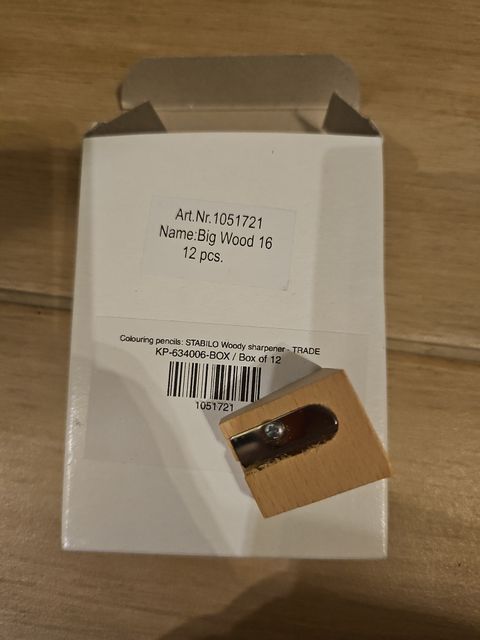 Art.Nr.1051721
Name:Big Wood 16
12 pcs.
Colouring pencils: STABILO Woody sharpener - TRADE
KP-634006-BOX / Box of 12
1051721